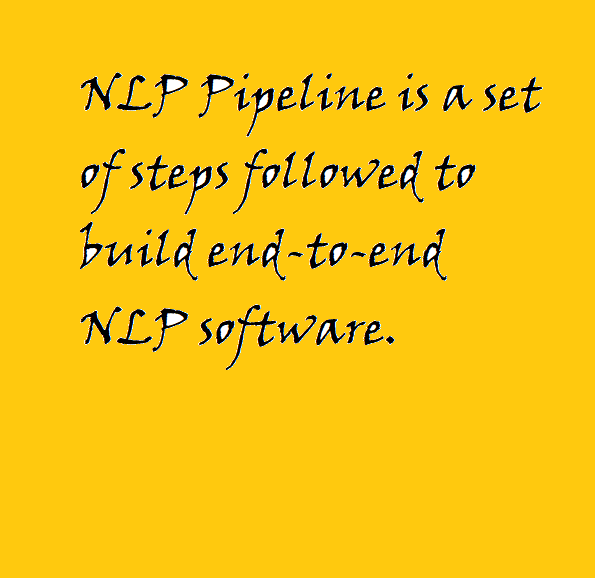 NLP Pipeline is a set
of steps followed to
build end-to-end
NLP software.